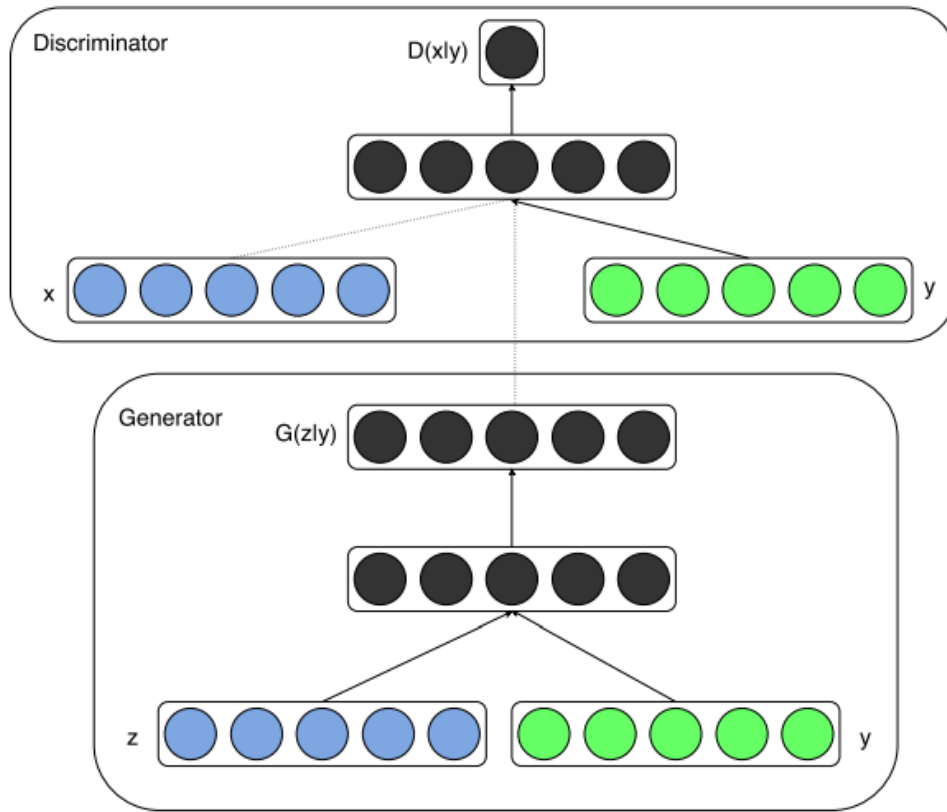 Discriminator
D(x|y)
x
y
Generator
G(z|y)
z
y